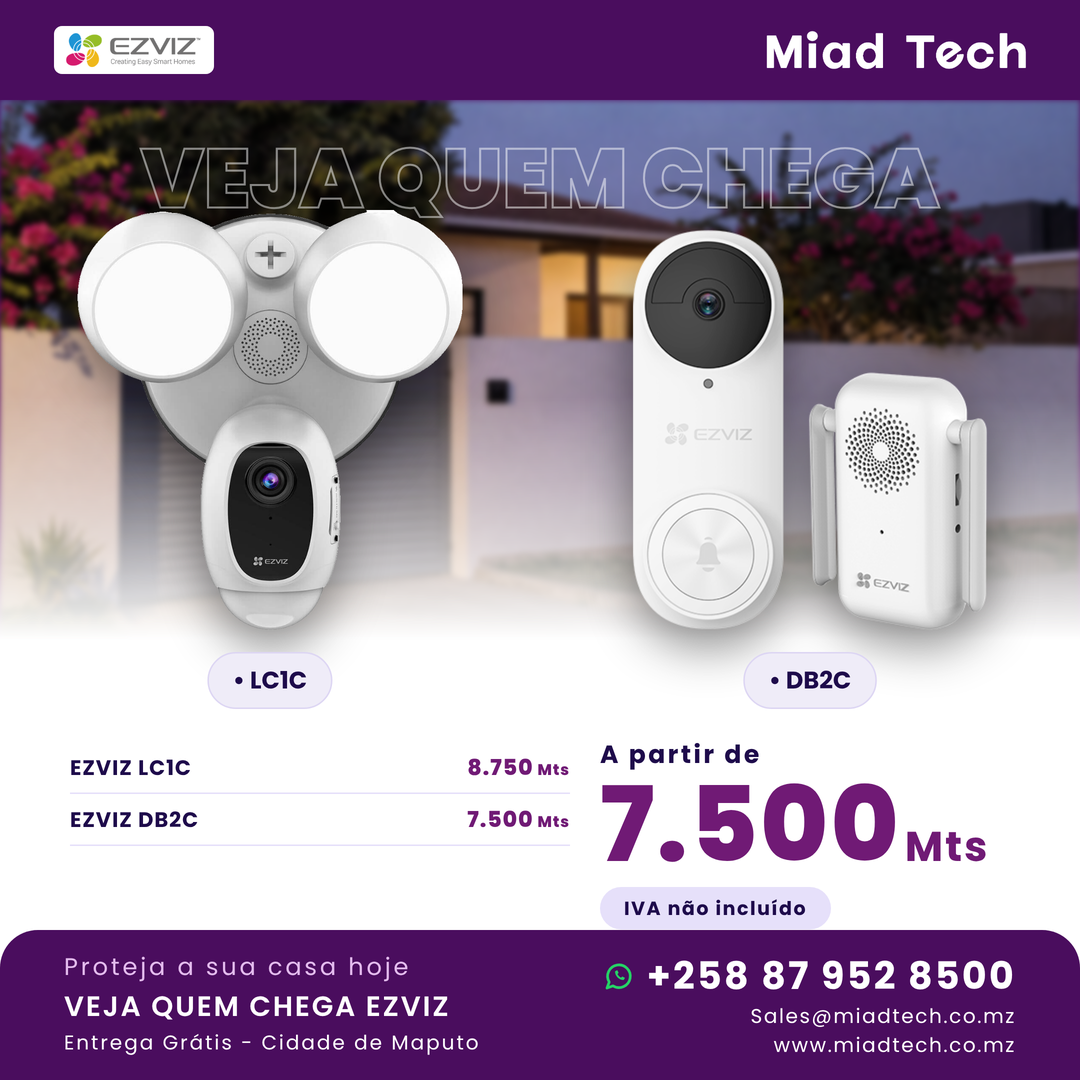 EZVIZ™
Creating Easy Smart Homes
Miad Tech
VEJA QUEM CHEGA
EZVIZ
EZVIZ
EZVIZ
• LC1C
• DB2C
EZVIZ LC1C 8.750 Mts
EZVIZ DB2C 7.500 Mts
A partir de
7.500 Mts
IVA não incluído
Proteja a sua casa hoje
VEJA QUEM CHEGA EZVIZ
Entrega Grátis - Cidade de Maputo
+258 87 952 8500
Sales@miadtech.co.mz
www.miadtech.co.mz